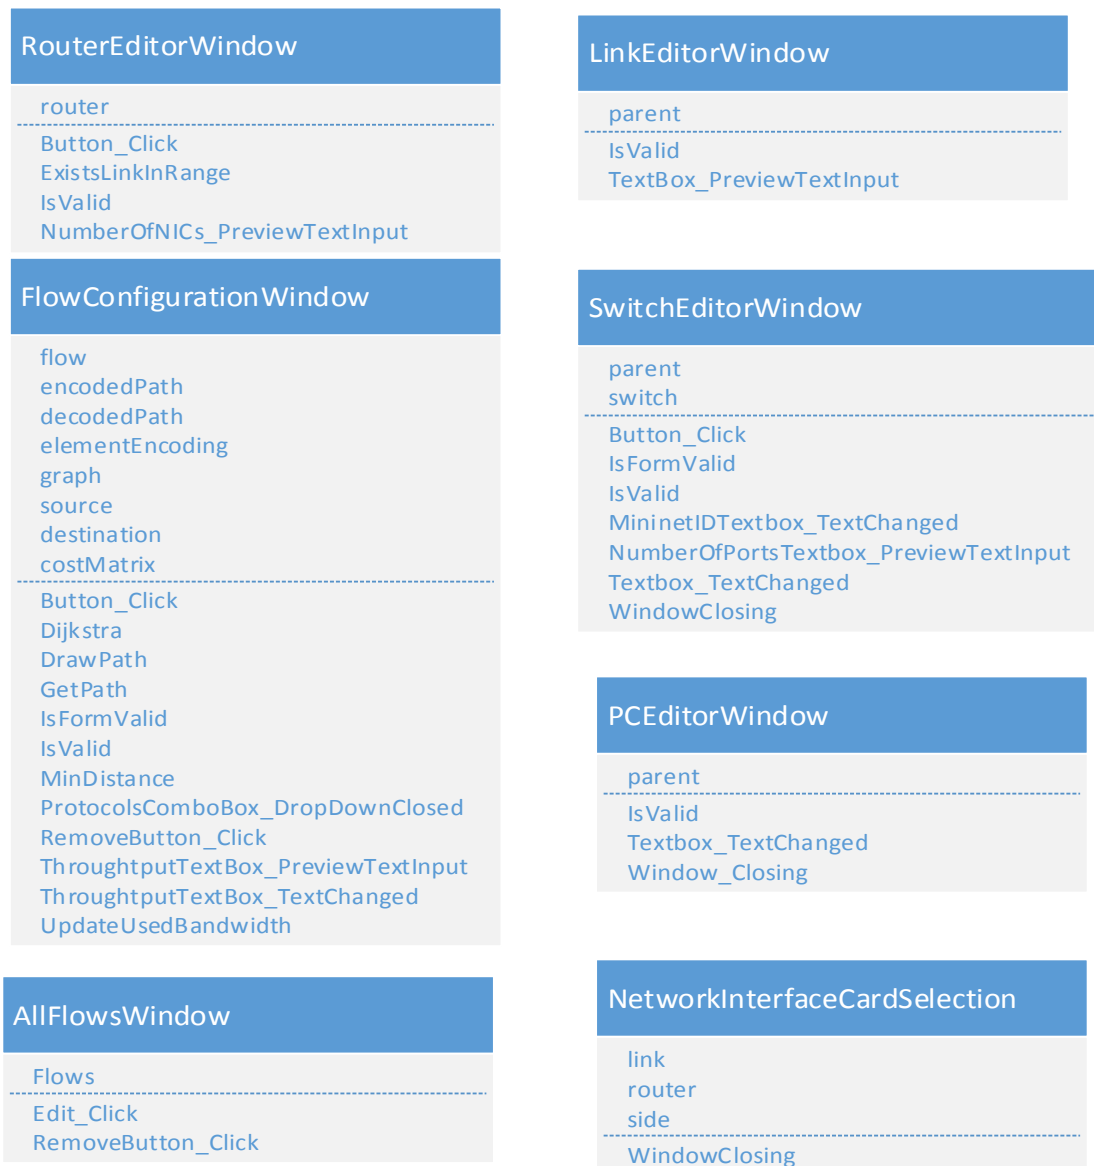 RouterEditorWindow
router
Button_Click
ExistsLinkInRange
IsValid
NumberOfNICs_PreviewTextInput
FlowConfigurationWindow
flow
encodedPath
decodedPath
elementEncoding
graph
source
destination
costMatrix
Button_Click
Dijkstra
DrawPath
GetPath
IsFormValid
IsValid
MinDistance
ProtocolsComboBox_DropDownClosed
RemoveButton_Click
ThroughtputTextBox_PreviewTextInput
ThroughtputTextBox_TextChanged
UpdateUsedBandwidth
AllFlowsWindow
Flows
Edit_Click
RemoveButton_Click
LinkEditorWindow
parent
IsValid
TextBox_PreviewTextInput
SwitchEditorWindow
parent
switch
Button_Click
IsFormValid
IsValid
MininetIDTextbox_TextChanged
NumberOfPortsTextbox_PreviewTextInput
Textbox_TextChanged
WindowClosing
PCEditorWindow
parent
IsValid
Textbox_TextChanged
Window_Closing
NetworkInterfaceCardSelection
link
router
side
WindowClosing